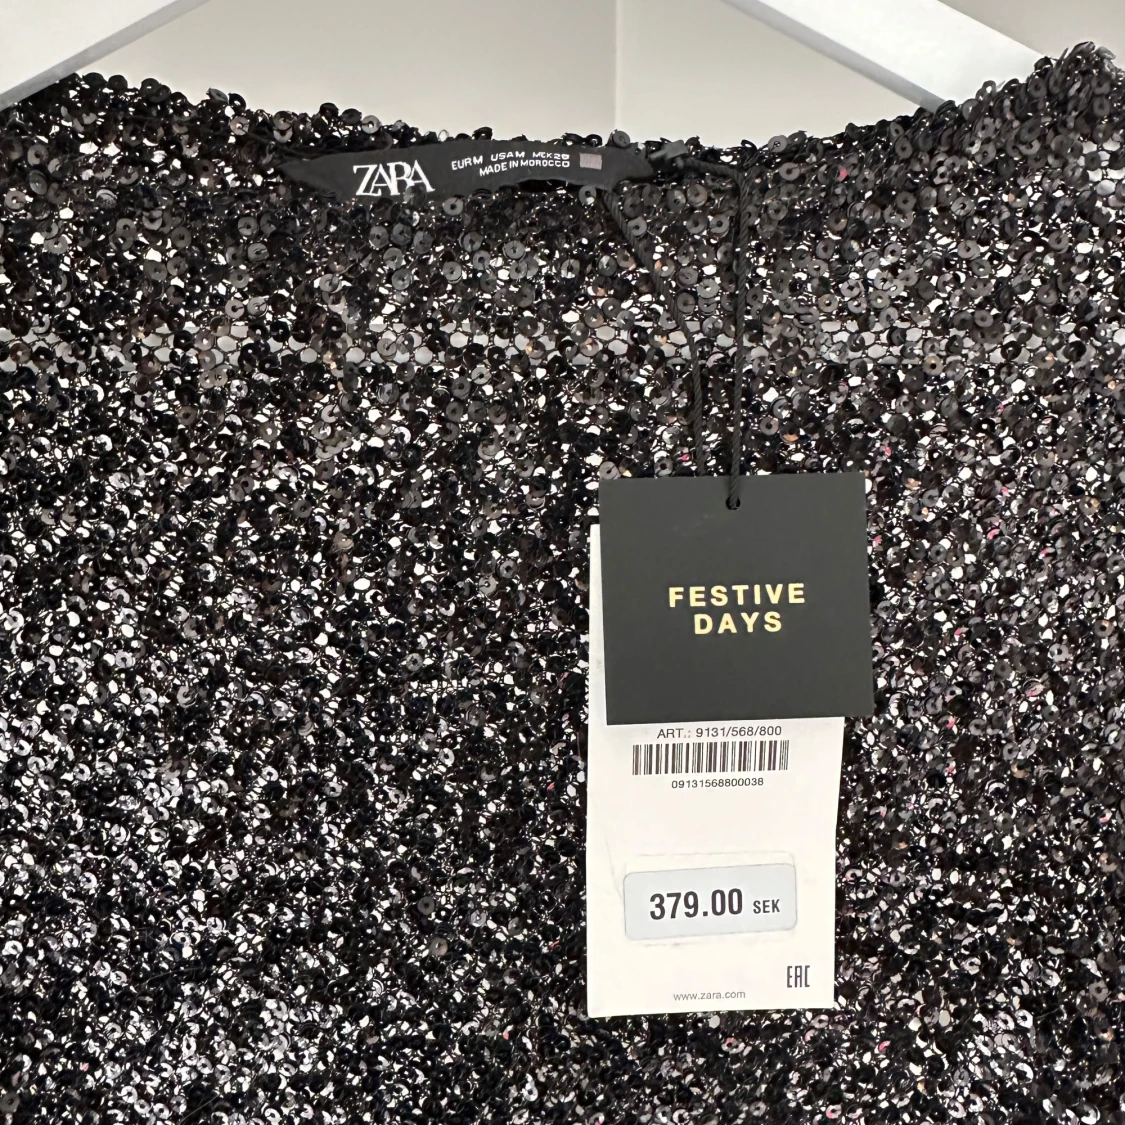 ZARA
EUR M USA M MEX 28
MADE IN MOROCCO
FESTIVE
DAYS
ART.: 9131/568/800
09131568800038
379.00 SEK
EAC
www.zara.com